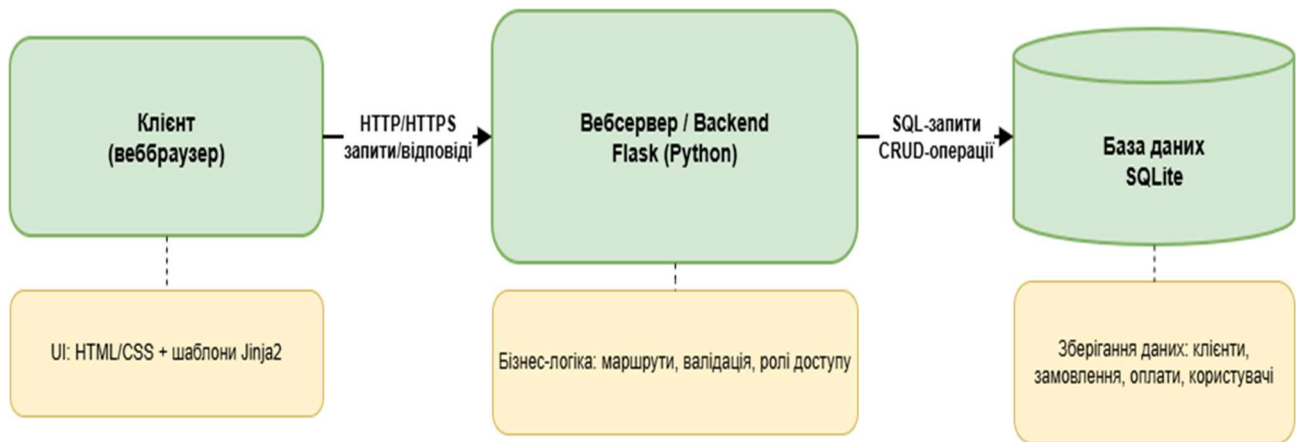 Клієнт
(веббраузер)
HTTP/HTTPS
запити/відповіді
Вебсервер / Backend
Flask (Python)
SQL-запити
CRUD-операції
База даних
SQLite
UI: HTML/CSS + шаблони Jinja2
Бізнес-логіка: маршрути, валідація, ролі доступу
Зберігання даних: клієнти,
замовлення, оплати, користувачі